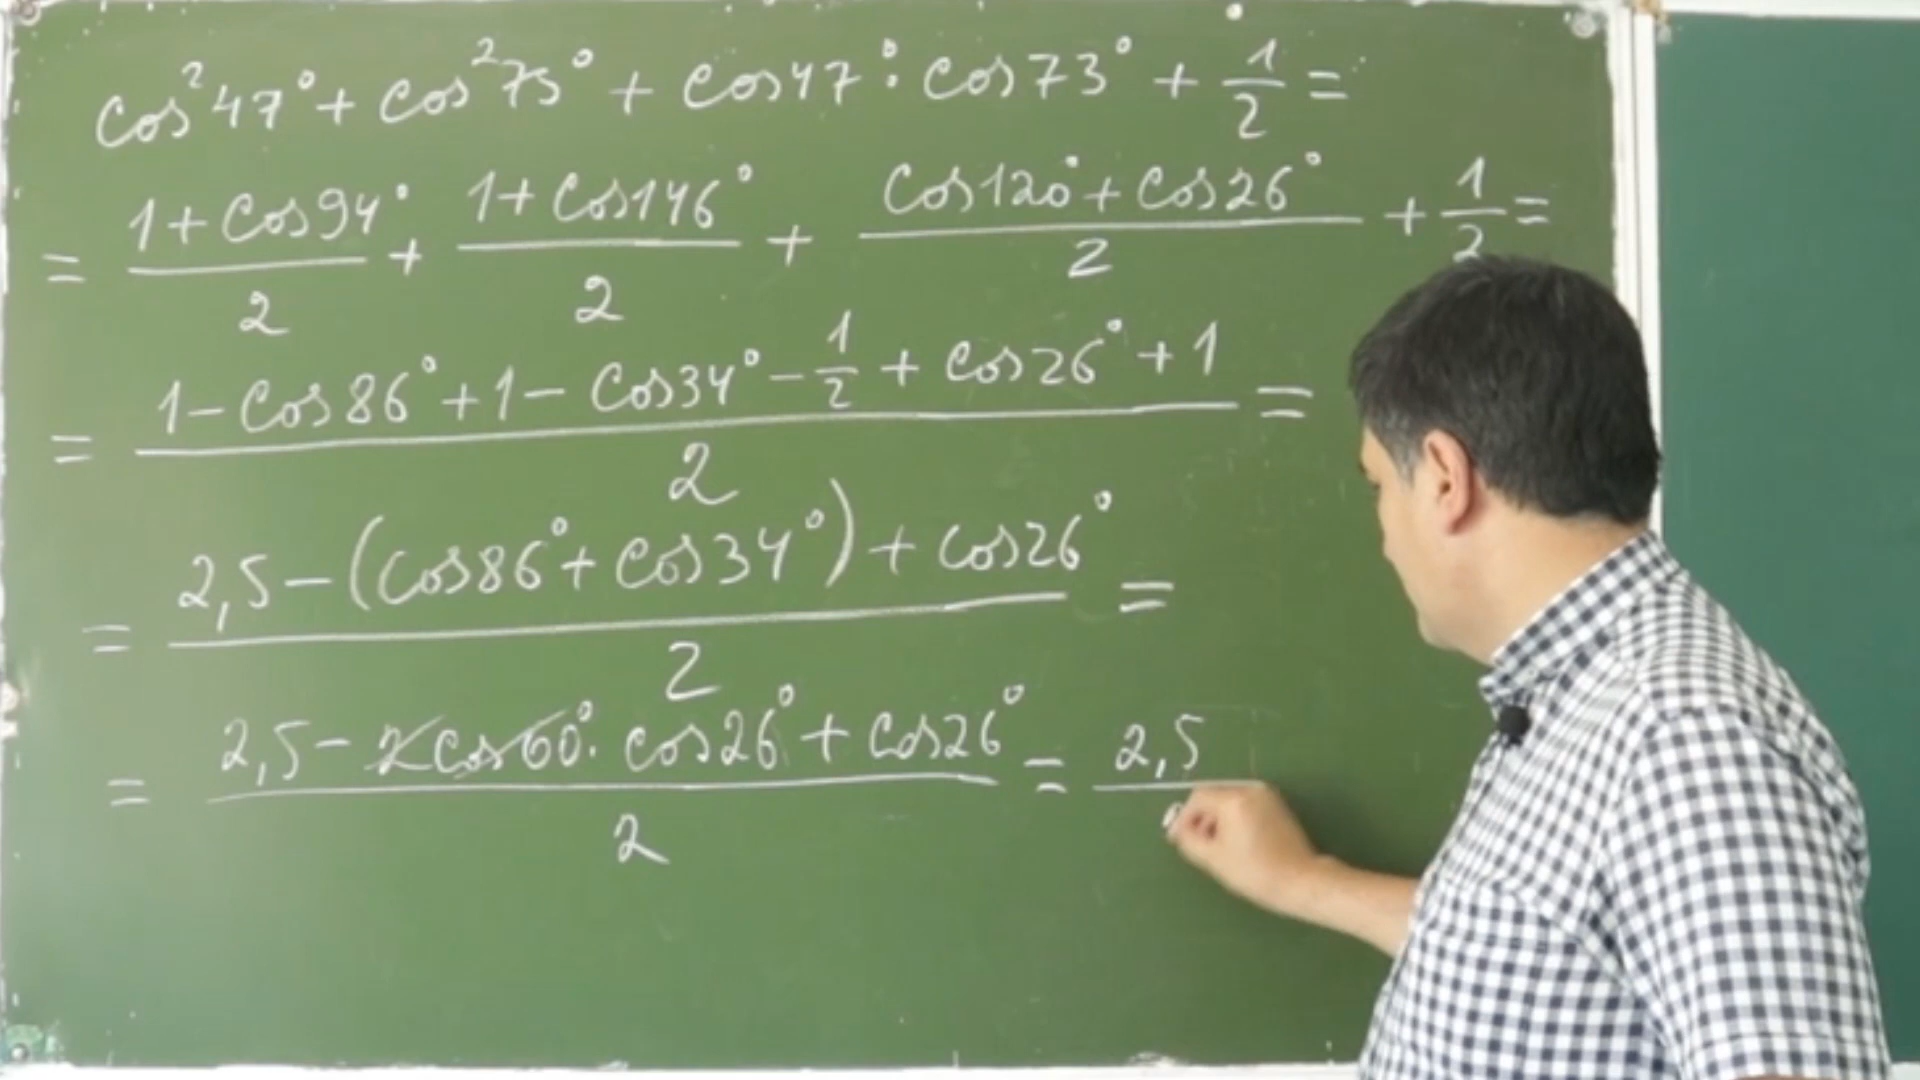 cos²47° + cos²75° + cos47° · cos73° + 1/2 =
= (1 + cos94°)/2 + (1 + cos146°)/2 + (cos120° + cos26°)/2 + 1/2 =
= (1 - cos86° + 1 - cos34° - 1/2 + cos26° + 1)/2 =
= (2,5 - (cos86° + cos34°) + cos26°)/2 =
= (2,5 - 2cos60° · cos26° + cos26°)/2 = 2,5